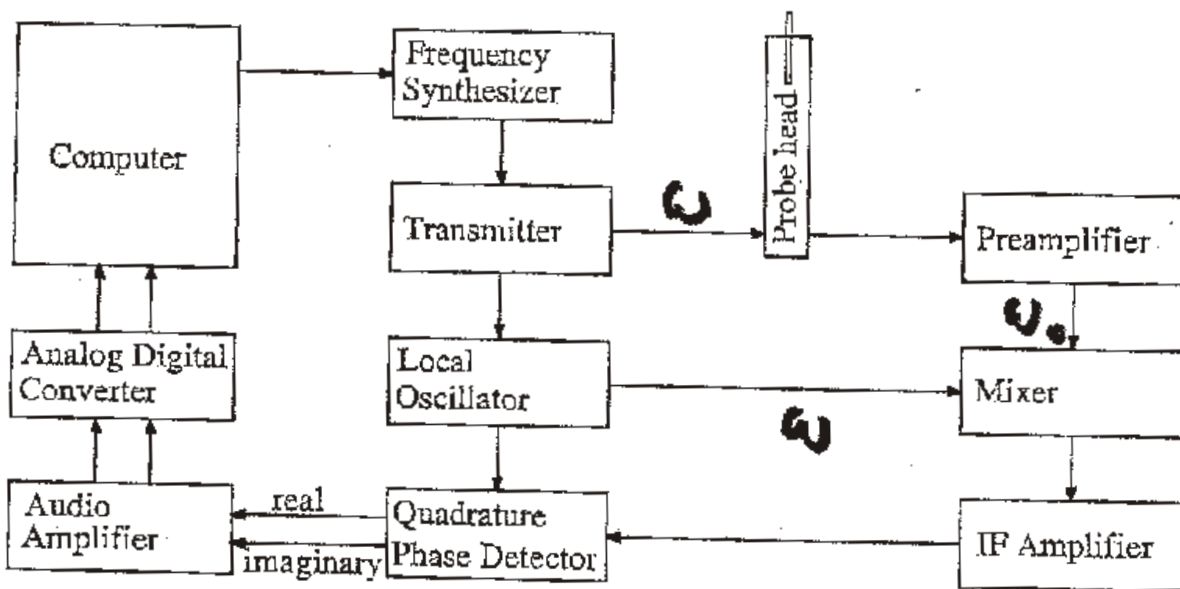 Frequency
Synthesizer
Computer
Probe head
Transmitter
Preamplifier
Analog Digital
Converter
Local
Oscillator
Mixer
Audio
Amplifier
real
imaginary
Quadrature
Phase Detector
IF Amplifier